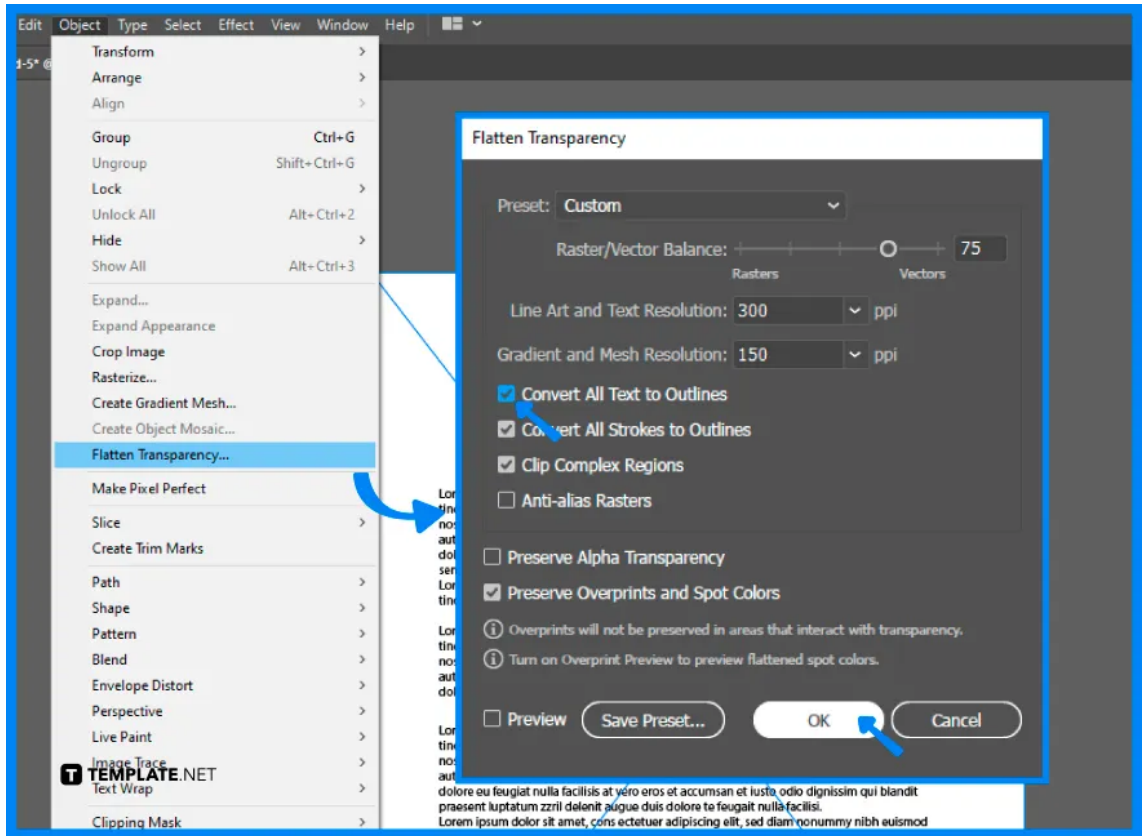 Edit Object Type Select Effect View Window Help
d-5* @
Transform
Arrange
Align
Group Ctrl+G
Ungroup Shift+Ctrl+G
Lock
Unlock All Alt+Ctrl+2
Hide
Show All Alt+Ctrl+3
Expand...
Expand Appearance
Crop Image
Rasterize...
Create Gradient Mesh...
Create Object Mosaic...
Flatten Transparency...
Make Pixel Perfect
Slice
Create Trim Marks
Path
Shape
Pattern
Blend
Envelope Distort
Perspective
Live Paint
Image Trace
T TEMPLATE.NET
Text Wrap
Clipping Mask
Flatten Transparency
Preset: Custom
Raster/Vector Balance: 75
Rasters Vectors
Line Art and Text Resolution: 300 ppi
Gradient and Mesh Resolution: 150 ppi
Convert All Text to Outlines
Convert All Strokes to Outlines
Clip Complex Regions
Anti-alias Rasters
Preserve Alpha Transparency
Preserve Overprints and Spot Colors
Overprints will not be preserved in areas that interact with transparency.
Turn on Overprint Preview to preview flattened spot colors.
Preview Save Preset... OK Cancel
dolore eu feugiat nulla facilisis at vero eros et accumsan et iusto odio dignissim qui blandit
praesent luptatum zzril delenit augue duis dolore te feugait nulla facilisi.
Lorem ipsum dolor sit amet, cons ectetuer adipiscing elit, sed diam nonummy nibh euismod